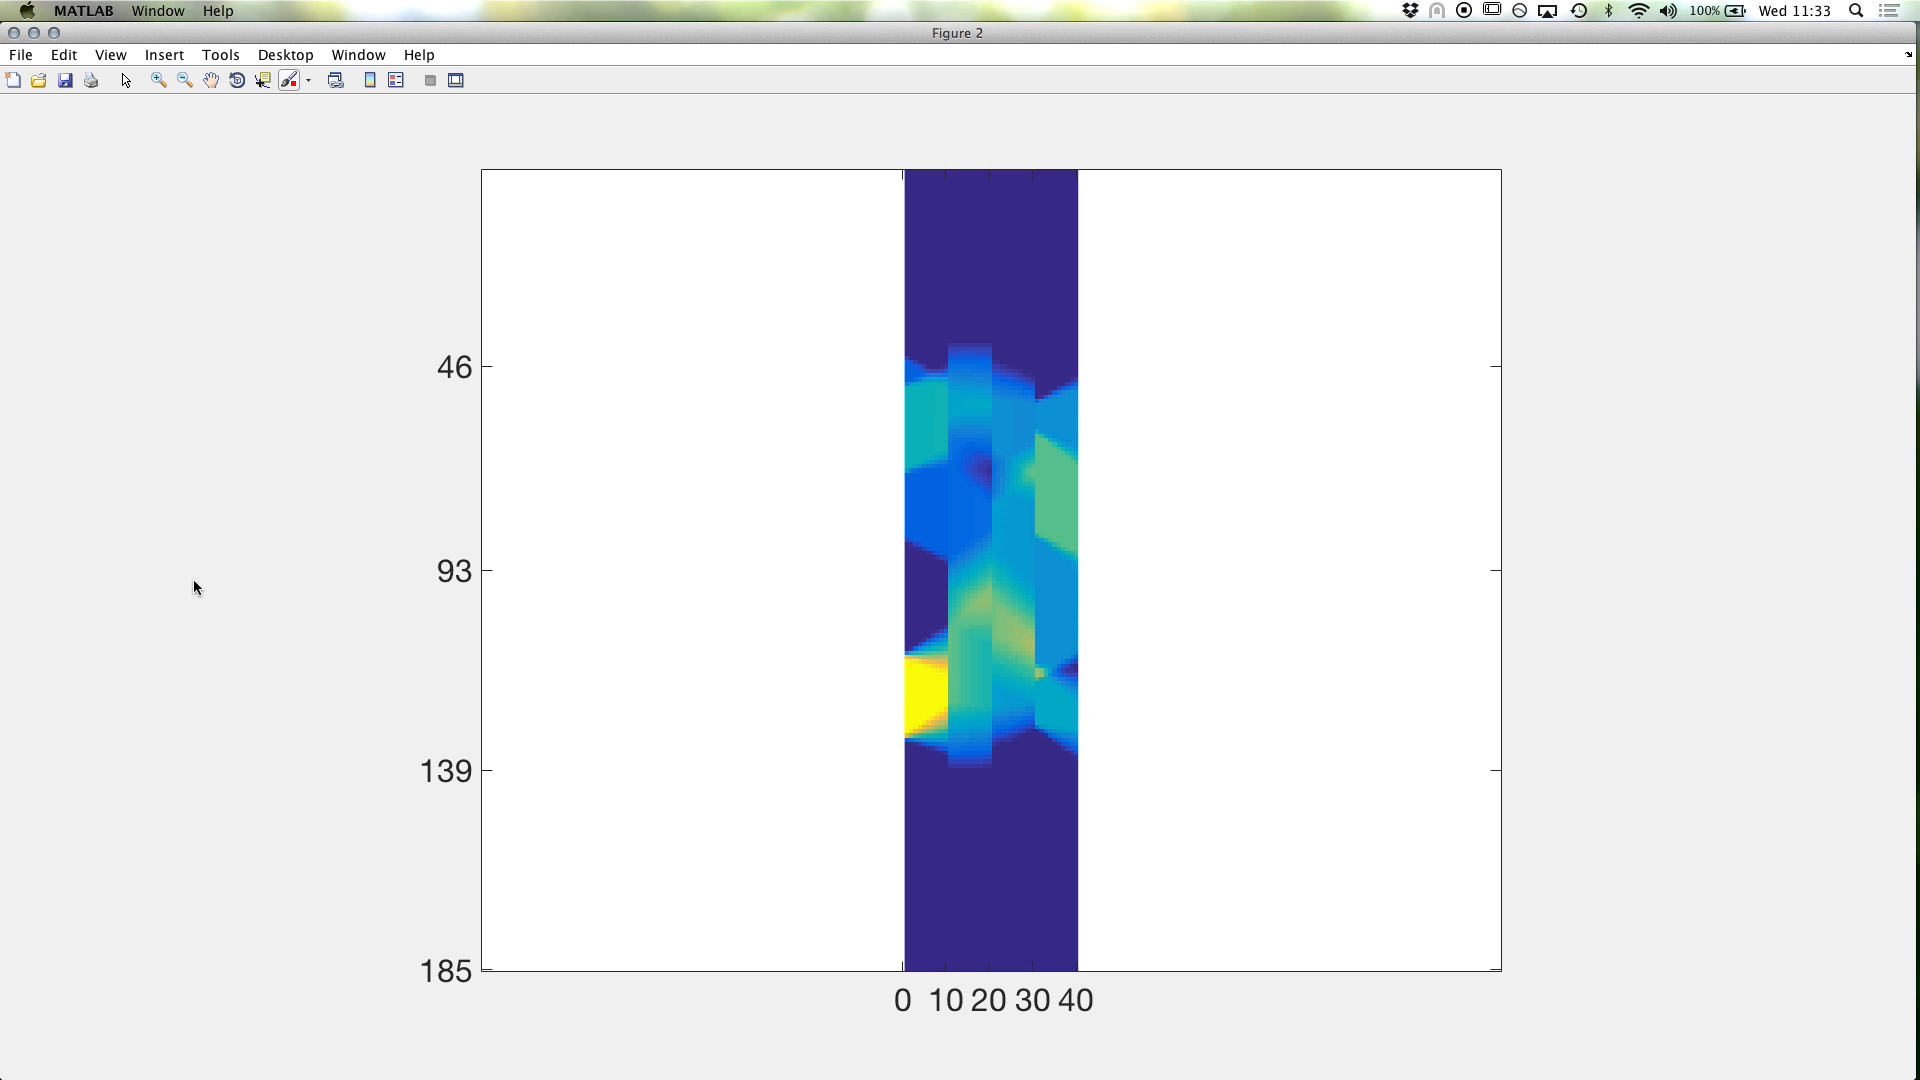 MATLAB Window Help 100% Wed 11:33
Figure 2
File Edit View Insert Tools Desktop Window Help
46
93
139
185
0 10 20 30 40